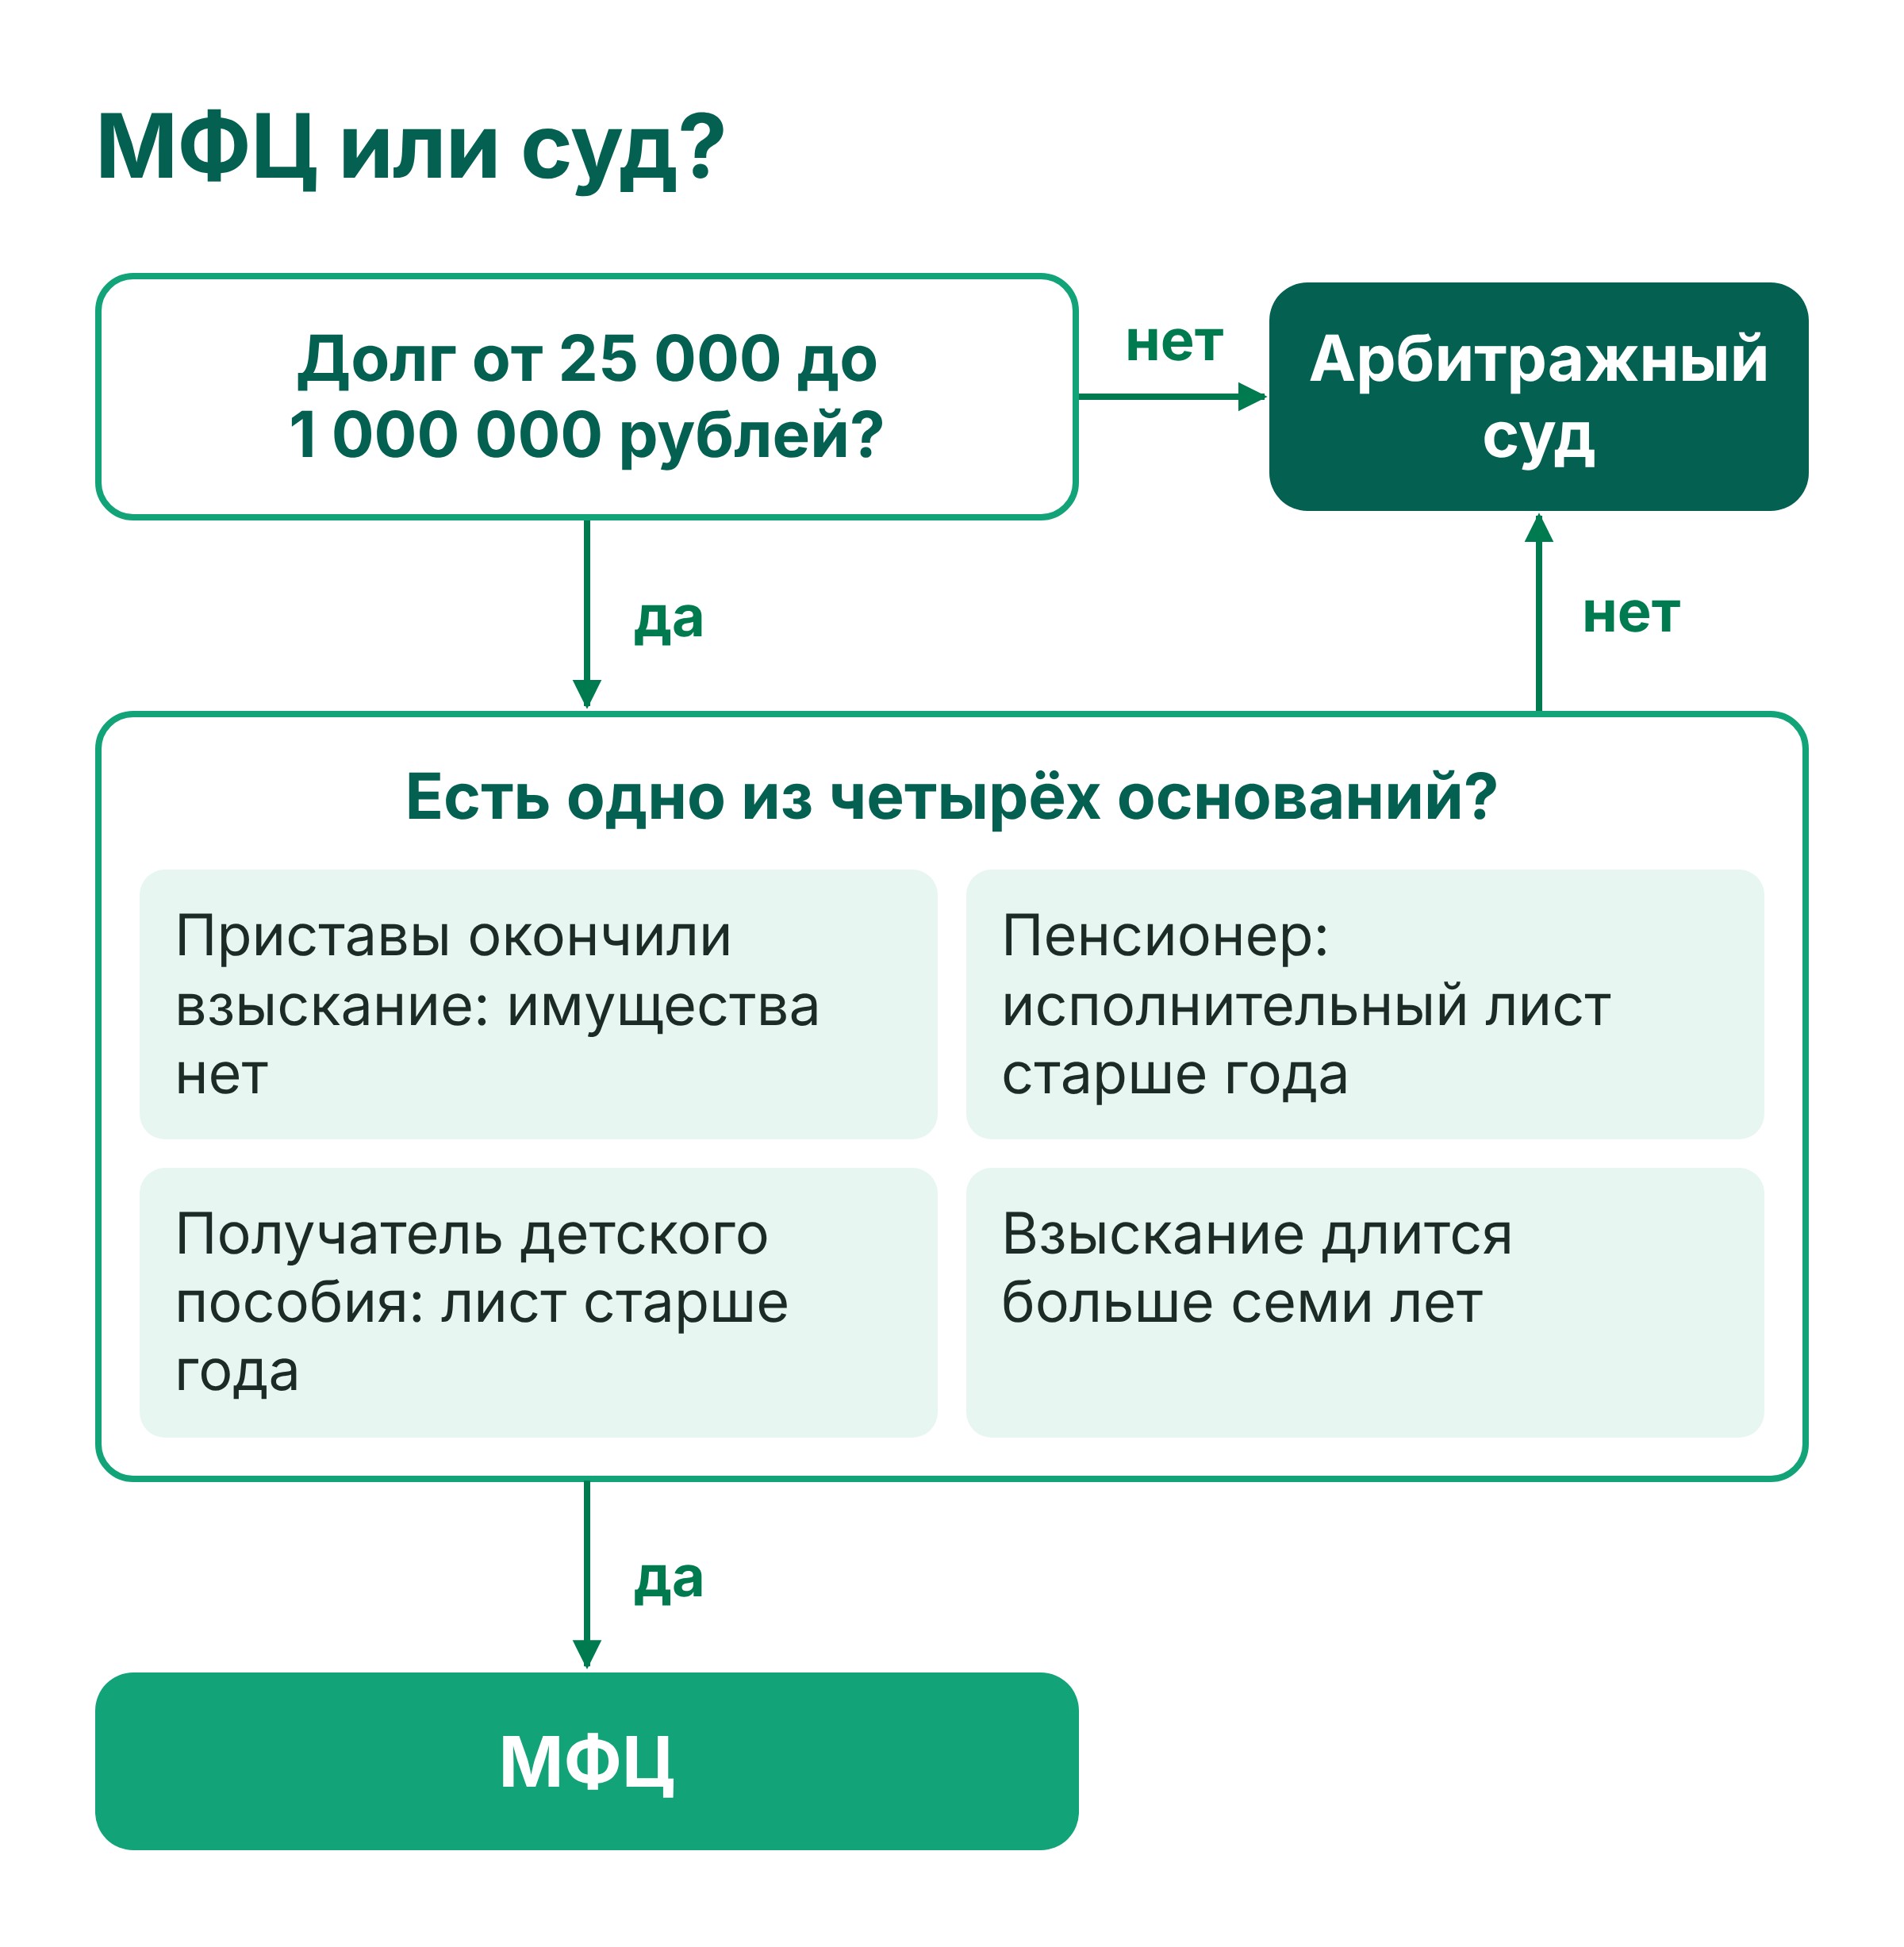 МФЦ или суд?
Долг от 25 000 до
1 000 000 рублей?
нет
Арбитражный
суд
да
нет
Есть одно из четырёх оснований?
Приставы окончили
взыскание: имущества
нет
Пенсионер:
исполнительный лист
старше года
Получатель детского
пособия: лист старше
года
Взыскание длится
больше семи лет
да
МФЦ